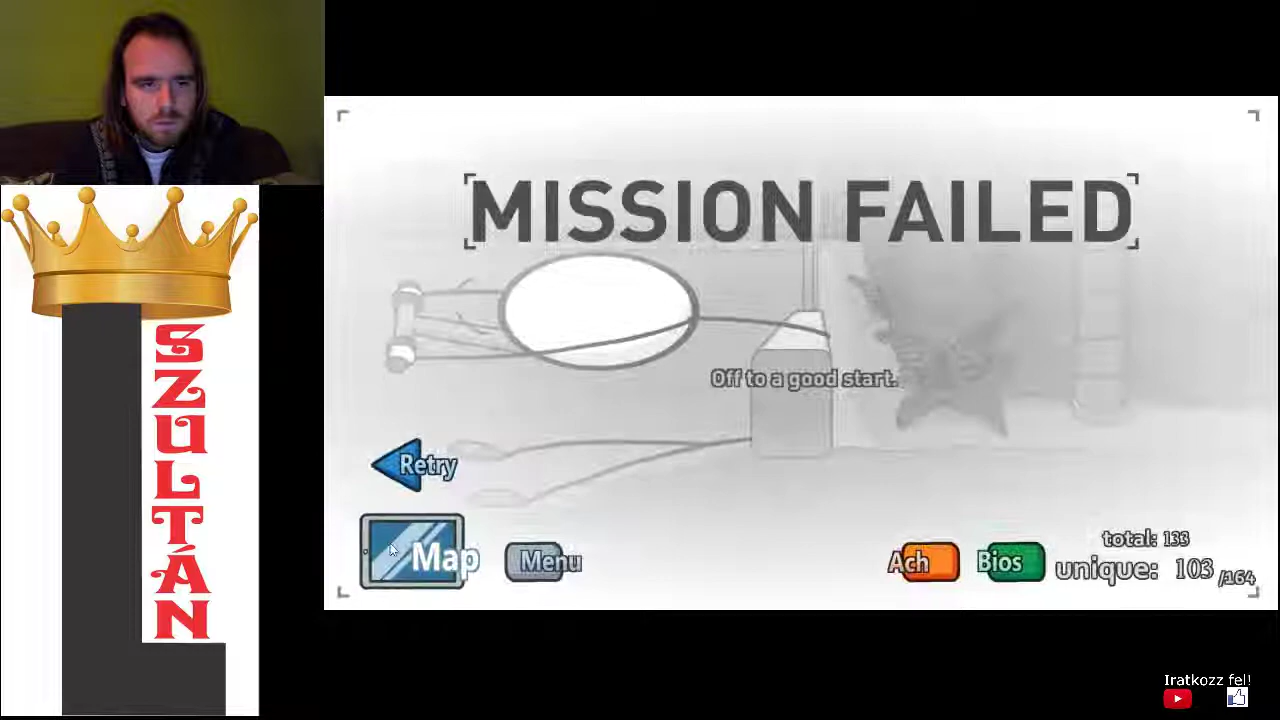 L
SZULTÁN
MISSION FAILED
Off to a good start.
Retry
Map
Menu
Ach
Bios
total: 133
unique: 103 /164
Iratkozz fel!